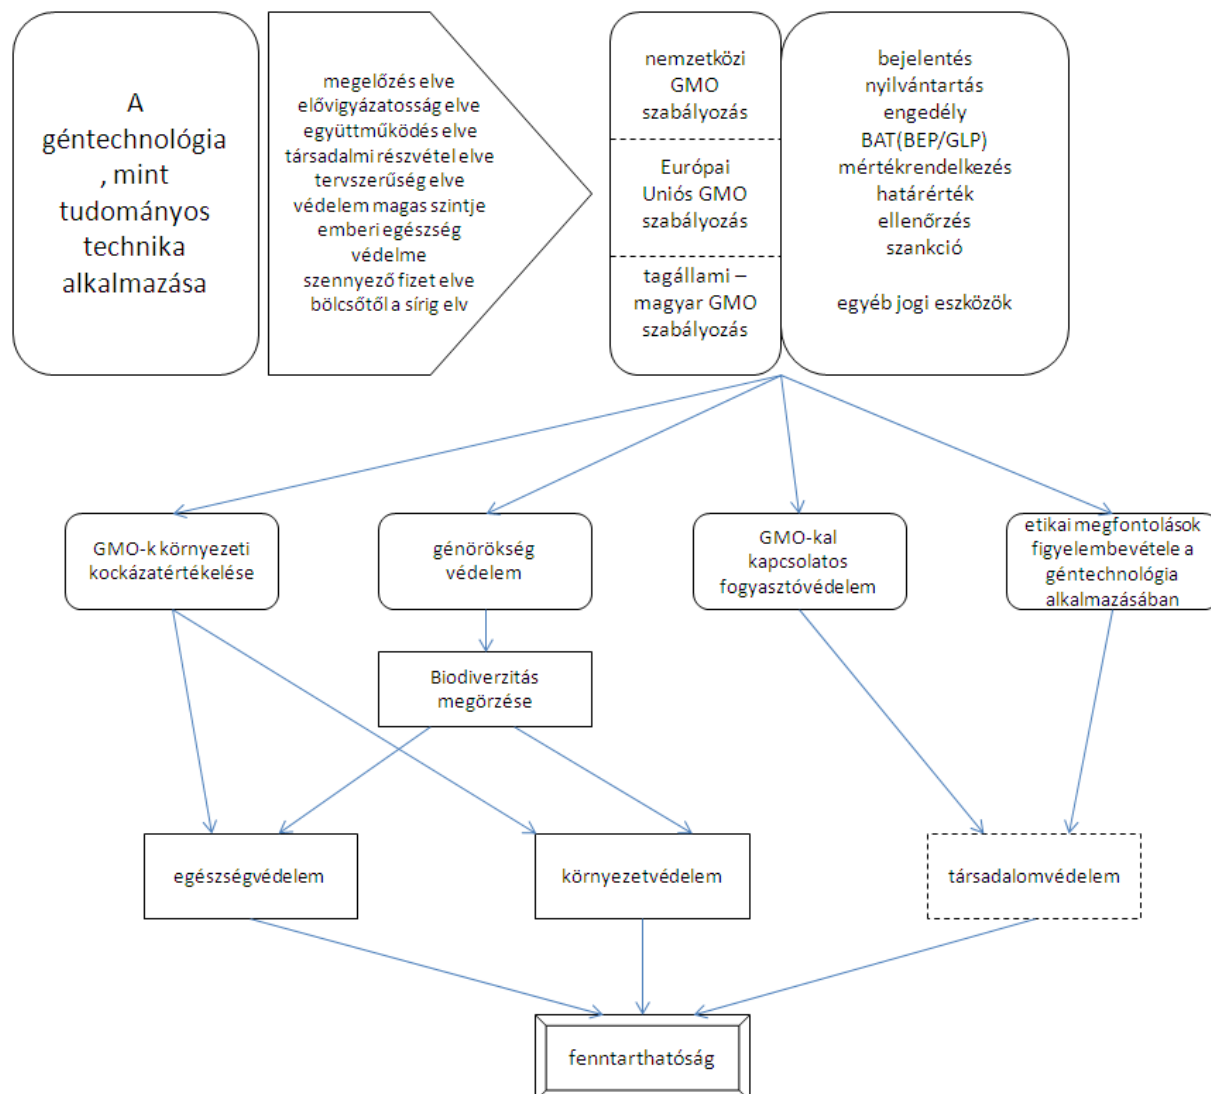 A
géntechnológia
, mint
tudományos
technika
alkalmazása
megelőzés elve
elővigyázatosság elve
együttműködés elve
társadalmi részvétel elve
tervszerűség elve
védelem magas szintje
emberi egészség
védelme
szennyező fizet elve
bölcsőtől a sírig elv
nemzetközi
GMO
szabályozás
Európai
Uniós GMO
szabályozás
tagállami –
magyar GMO
szabályozás
bejelentés
nyilvántartás
engedély
BAT(BEP/GLP)
mértékrendelkezés
határérték
ellenőrzés
szankció
egyéb jogi eszközök
GMO-k környezeti
kockázatértékelése
génörökség
védelem
GMO-kal
kapcsolatos
fogyasztóvédelem
etikai megfontolások
figyelembevétele a
géntechnológia
alkalmazásában
Biodiverzitás
megörzése
egészségvédelem
környezetvédelem
társadalomvédelem
fenntarthatóság